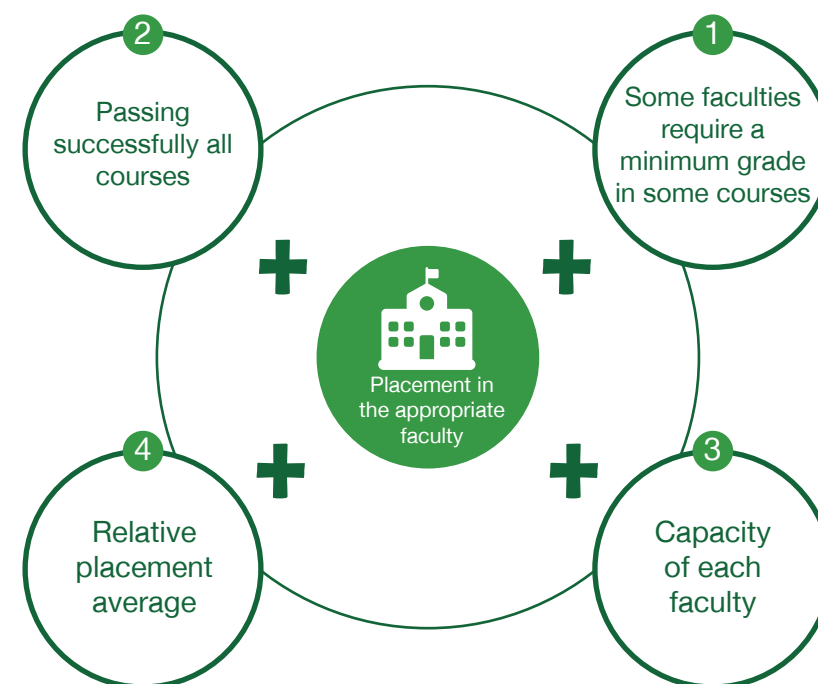 2
Passing
successfully all
courses
1
Some faculties
require a
minimum grade
in some courses
Placement in
the appropriate
faculty
4
Relative
placement
average
3
Capacity
of each
faculty